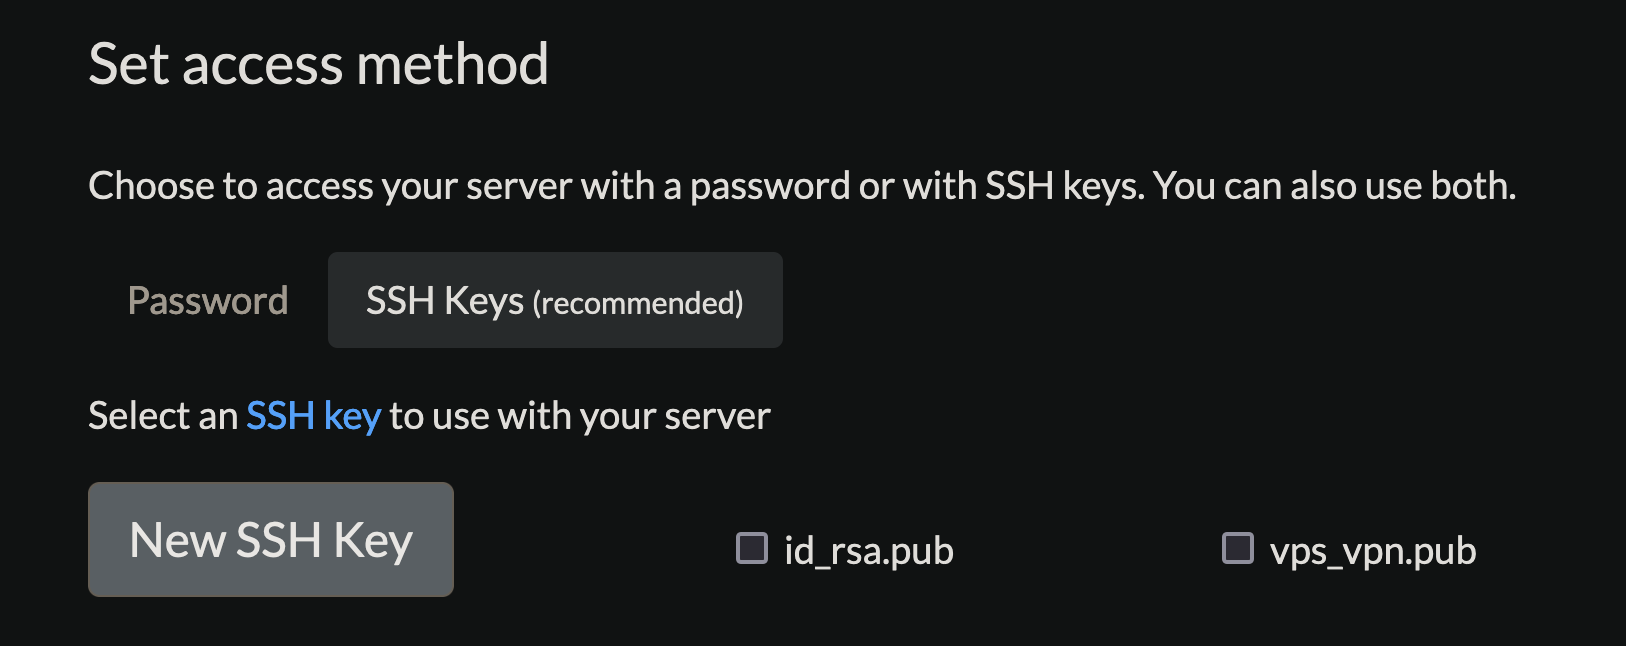 Set access method
Choose to access your server with a password or with SSH keys. You can also use both.
Password SSH Keys (recommended)
Select an SSH key to use with your server
New SSH Key id_rsa.pub vps_vpn.pub